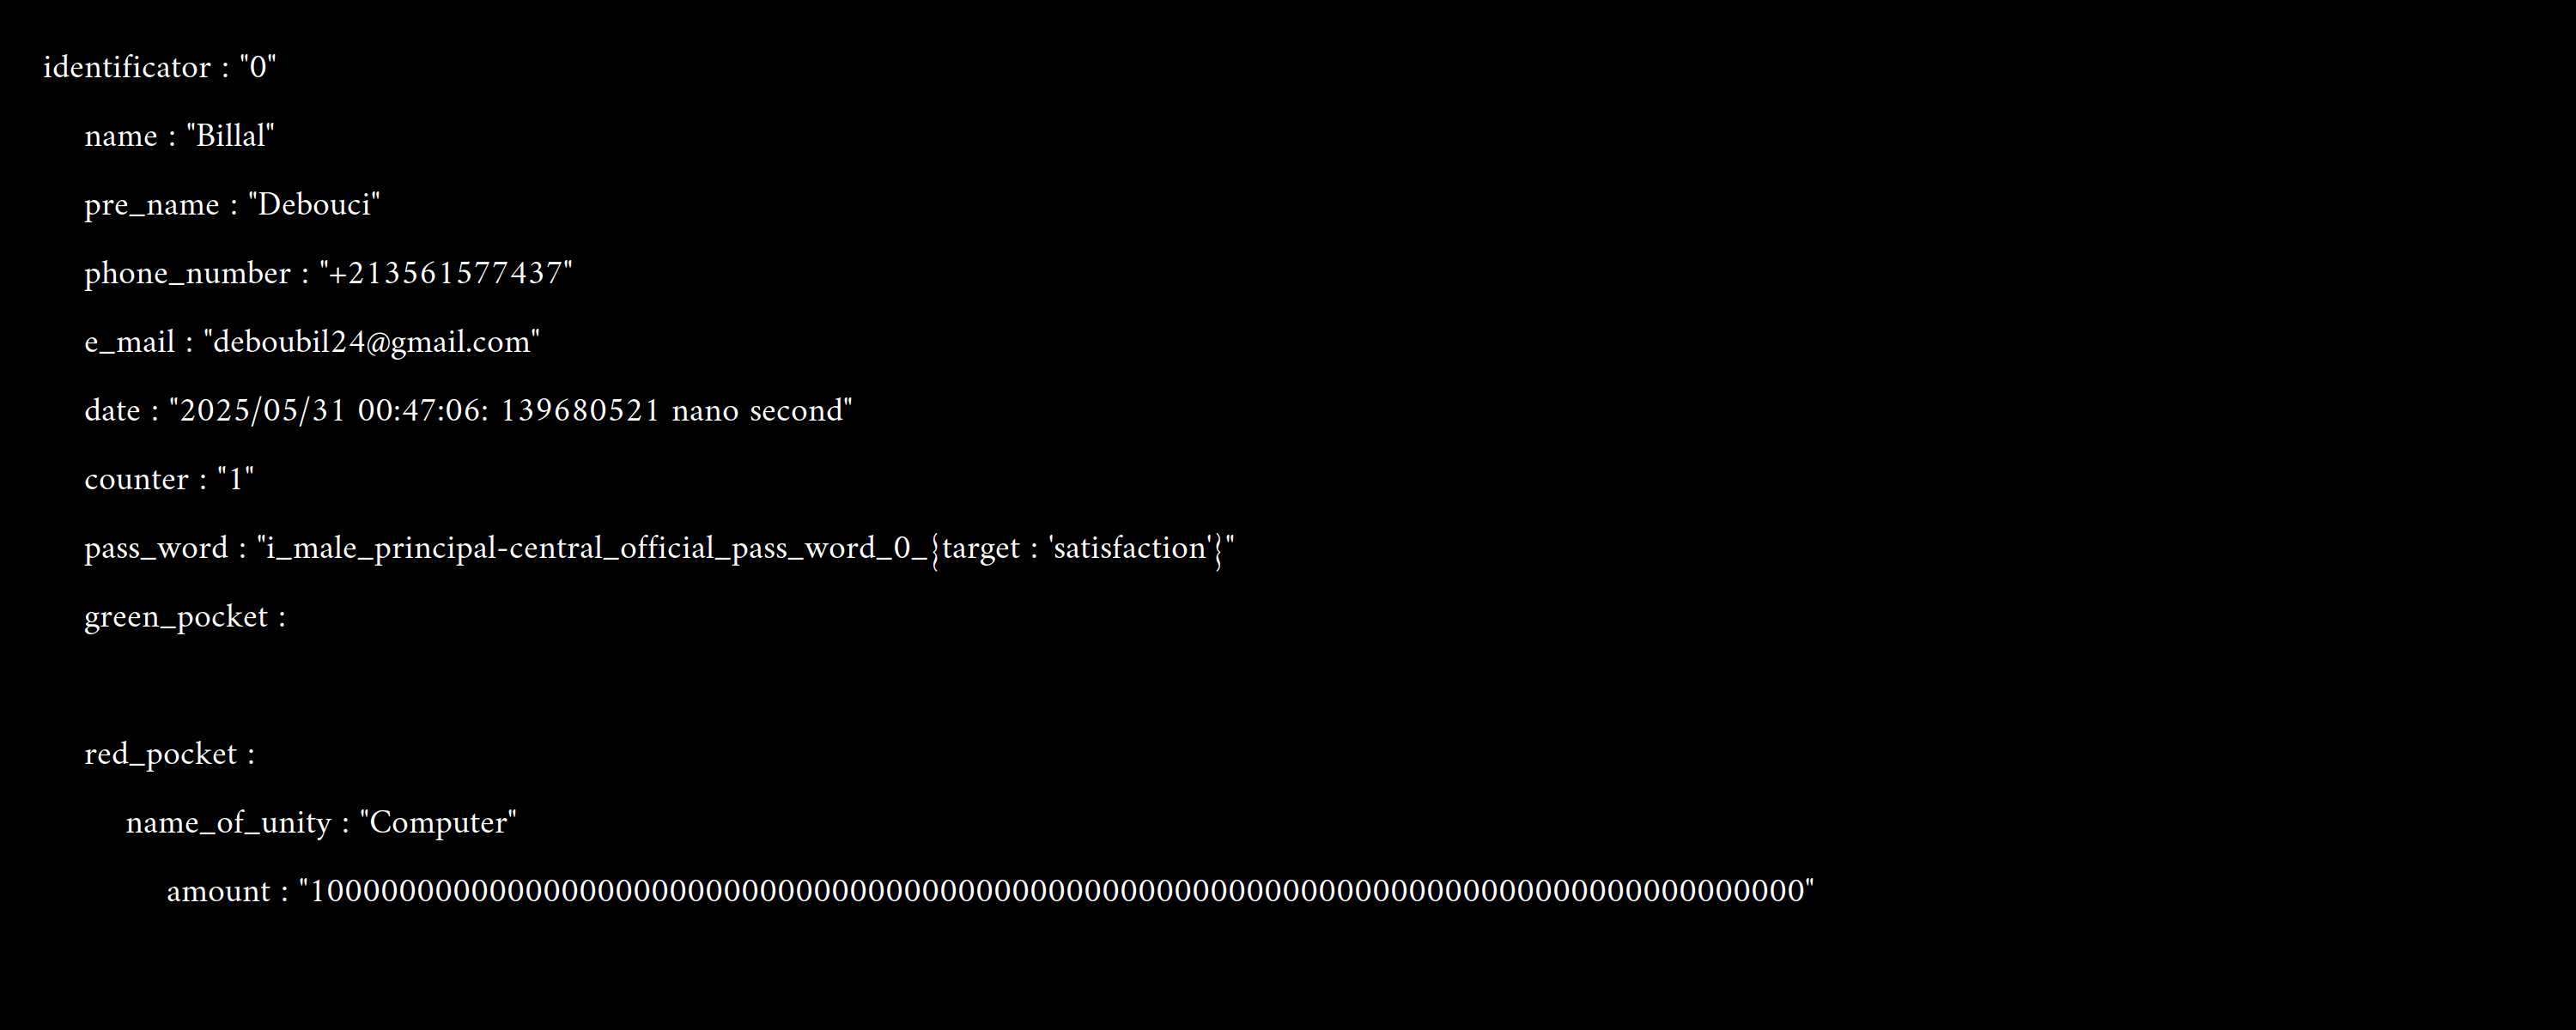 identificator : "0"
name : "Billal"
pre_name : "Debouci"
phone_number : "+213561577437"
e_mail : "deboubil24@gmail.com"
date : "2025/05/31 00:47:06: 139680521 nano second"
counter : "1"
pass_word : "i_male_principal-central_official_pass_word_0_{target : 'satisfaction'}"
green_pocket :
red_pocket :
name_of_unity : "Computer"
amount : "10000000000000000000000000000000000000000000000000000000000000000000000000000000000"